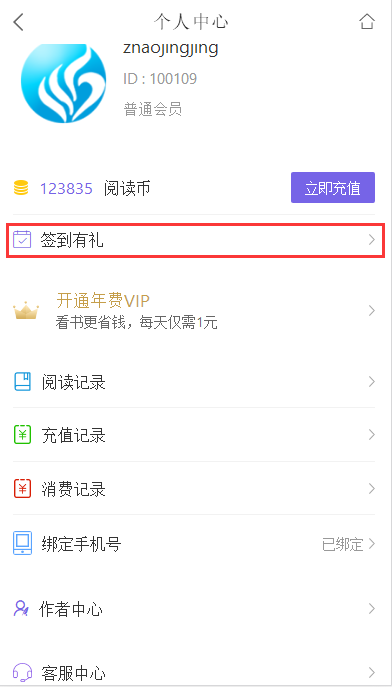 个人中心
znaojingjing
ID : 100109
普通会员
123835 阅读币
立即充值
签到有礼
开通年费VIP
看书更省钱，每天仅需1元
阅读记录
充值记录
消费记录
绑定手机号
已绑定
作者中心
客服中心